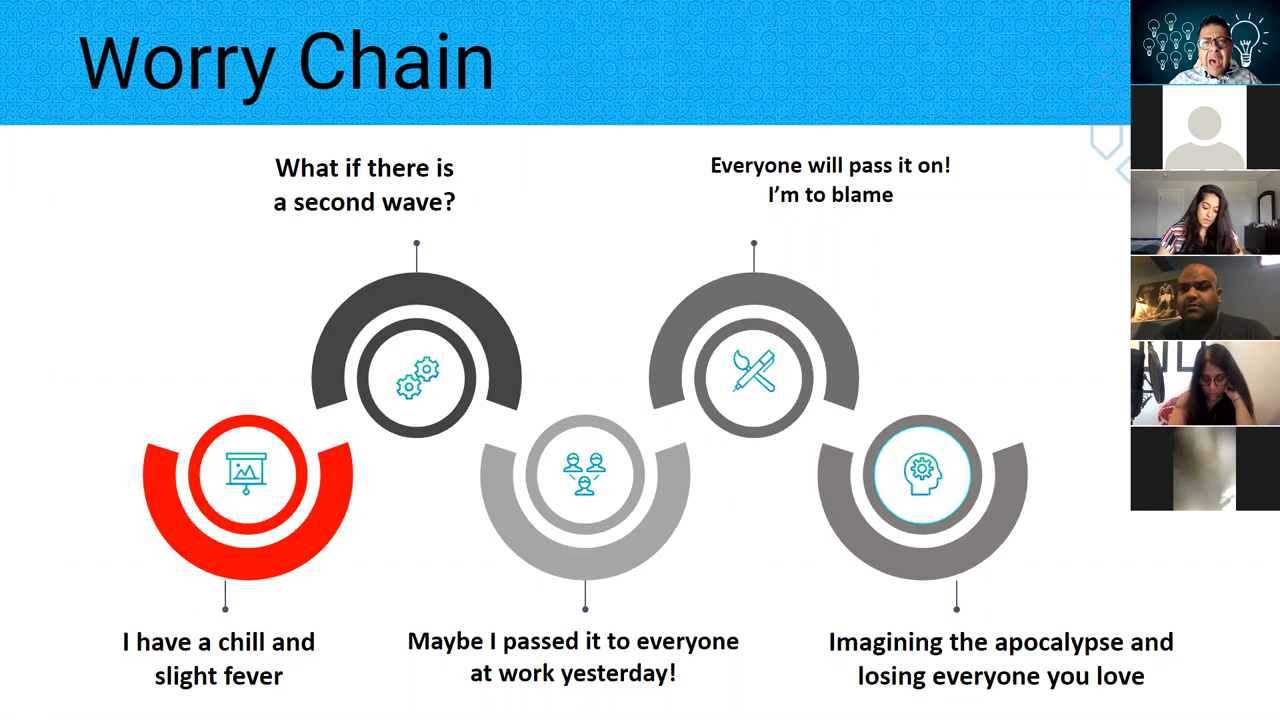 Worry Chain
What if there is
a second wave?
Everyone will pass it on!
I'm to blame
I have a chill and
slight fever
Maybe I passed it to everyone
at work yesterday!
Imagining the apocalypse and
losing everyone you love